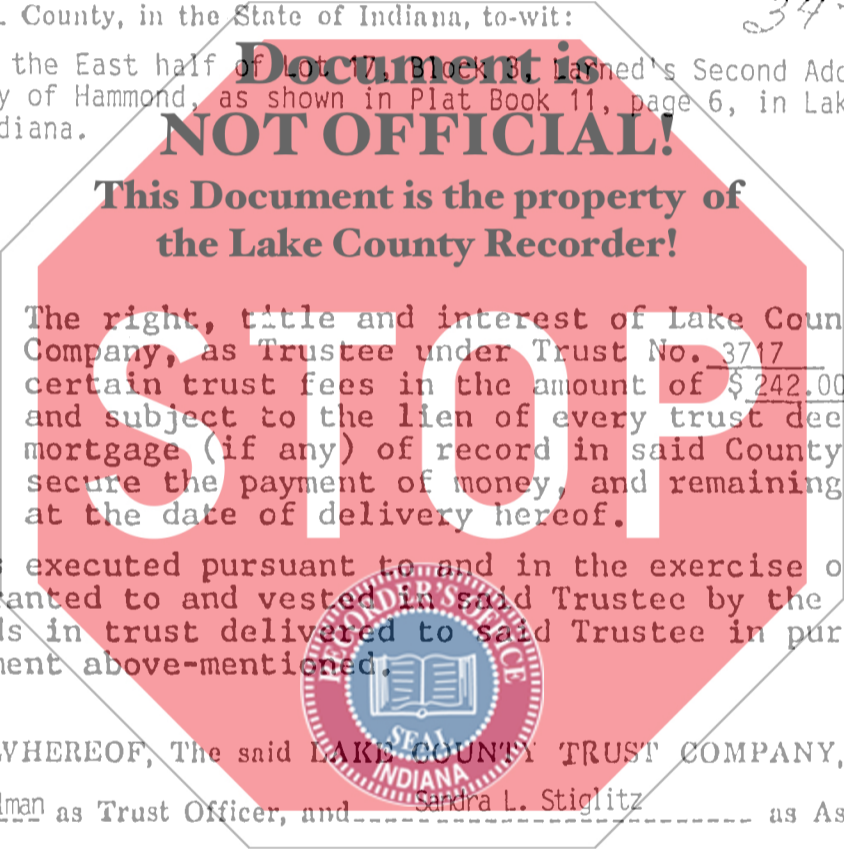 . County, in the State of Indiana, to-wit:
34
the East half of Lot 17, Block 3, Larned's Second Add
y of Hammond, as shown in Plat Book 11, page 6, in Lak
diana.
Document is
NOT OFFICIAL!
This Document is the property of
the Lake County Recorder!
STOP
The right, title and interest of Lake Coun
Company, as Trustee under Trust No. 3717
certain trust fees in the amount of $242.00
and subject to the lien of every trust dee
mortgage (if any) of record in said County
secure the payment of money, and remaining
at the date of delivery hereof.
s executed pursuant to and in the exercise o
anted to and vested in said Trustee by the
ds in trust delivered to said Trustee in pur
ment above-mentioned.
RECORDER'S OFFICE
SEAL
INDIANA
WHEREOF, The said LAKE COUNTY TRUST COMPANY,
lman as Trust Officer, and Sandra L. Stiglitz as As